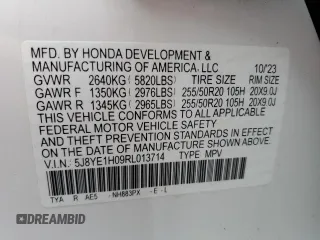 MFD. BY HONDA DEVELOPMENT &
MANUFACTURING OF AMERICA, LLC 10/'23
GVWR 2640KG ( 5820LBS) TIRE SIZE RIM SIZE
GAWR F 1350KG ( 2976LBS) 255/50R20 105H 20X9.0J
GAWR R 1345KG ( 2965LBS) 255/50R20 105H 20X9.0J
THIS VEHICLE CONFORMS TO ALL APPLICABLE
FEDERAL MOTOR VEHICLE SAFETY, BUMPER,
AND THEFT PREVENTION STANDARDS IN EFFECT
ON THE DATE OF MANUFACTURE SHOWN ABOVE.
V.I.N.: 5J8YE1H09RL013714 TYPE: MPV
TYA R AE5 NH883PX -E-L
AUTOBIDMASTER